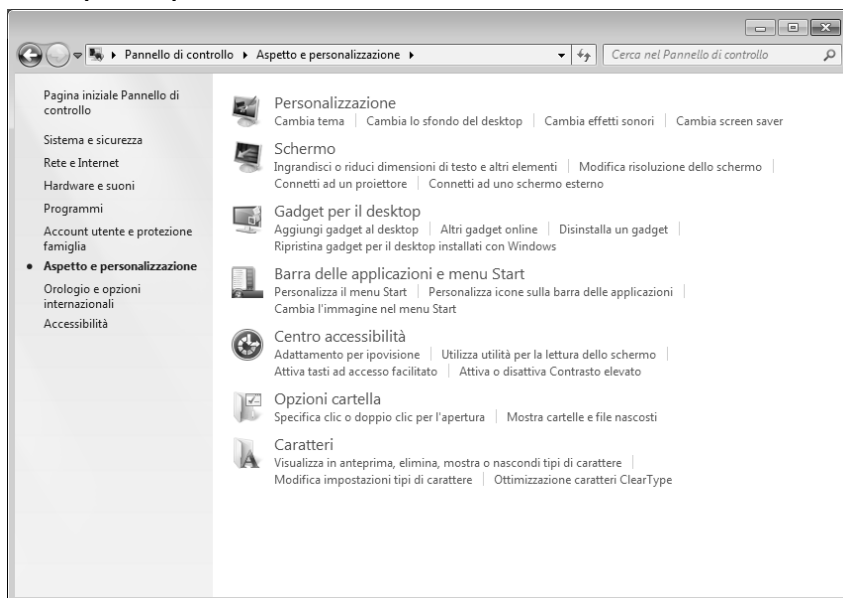 Pannello di controllo Aspetto e personalizzazione Cerca nel Pannello di controllo
Pagina iniziale Pannello di
controllo
Sistema e sicurezza
Rete e Internet
Hardware e suoni
Programmi
Account utente e protezione
famiglia
Aspetto e personalizzazione
Orologio e opzioni
internazionali
Accessibilità
Personalizzazione
Cambia tema Cambia lo sfondo del desktop Cambia effetti sonori Cambia screen saver
Schermo
Ingrandisci o riduci dimensioni di testo e altri elementi Modifica risoluzione dello schermo
Connetti ad un proiettore Connetti ad uno schermo esterno
Gadget per il desktop
Aggiungi gadget al desktop Altri gadget online Disinstalla un gadget
Ripristina gadget per il desktop installati con Windows
Barra delle applicazioni e menu Start
Personalizza il menu Start Personalizza icone sulla barra delle applicazioni
Cambia l'immagine nel menu Start
Centro accessibilità
Adattamento per ipovisione Utilizza utilità per la lettura dello schermo
Attiva tasti ad accesso facilitato Attiva o disattiva Contrasto elevato
Opzioni cartella
Specifica clic o doppio clic per l'apertura Mostra cartelle e file nascosti
Caratteri
Visualizza in anteprima, elimina, mostra o nascondi tipi di carattere
Modifica impostazioni tipi di carattere Ottimizzazione caratteri ClearType